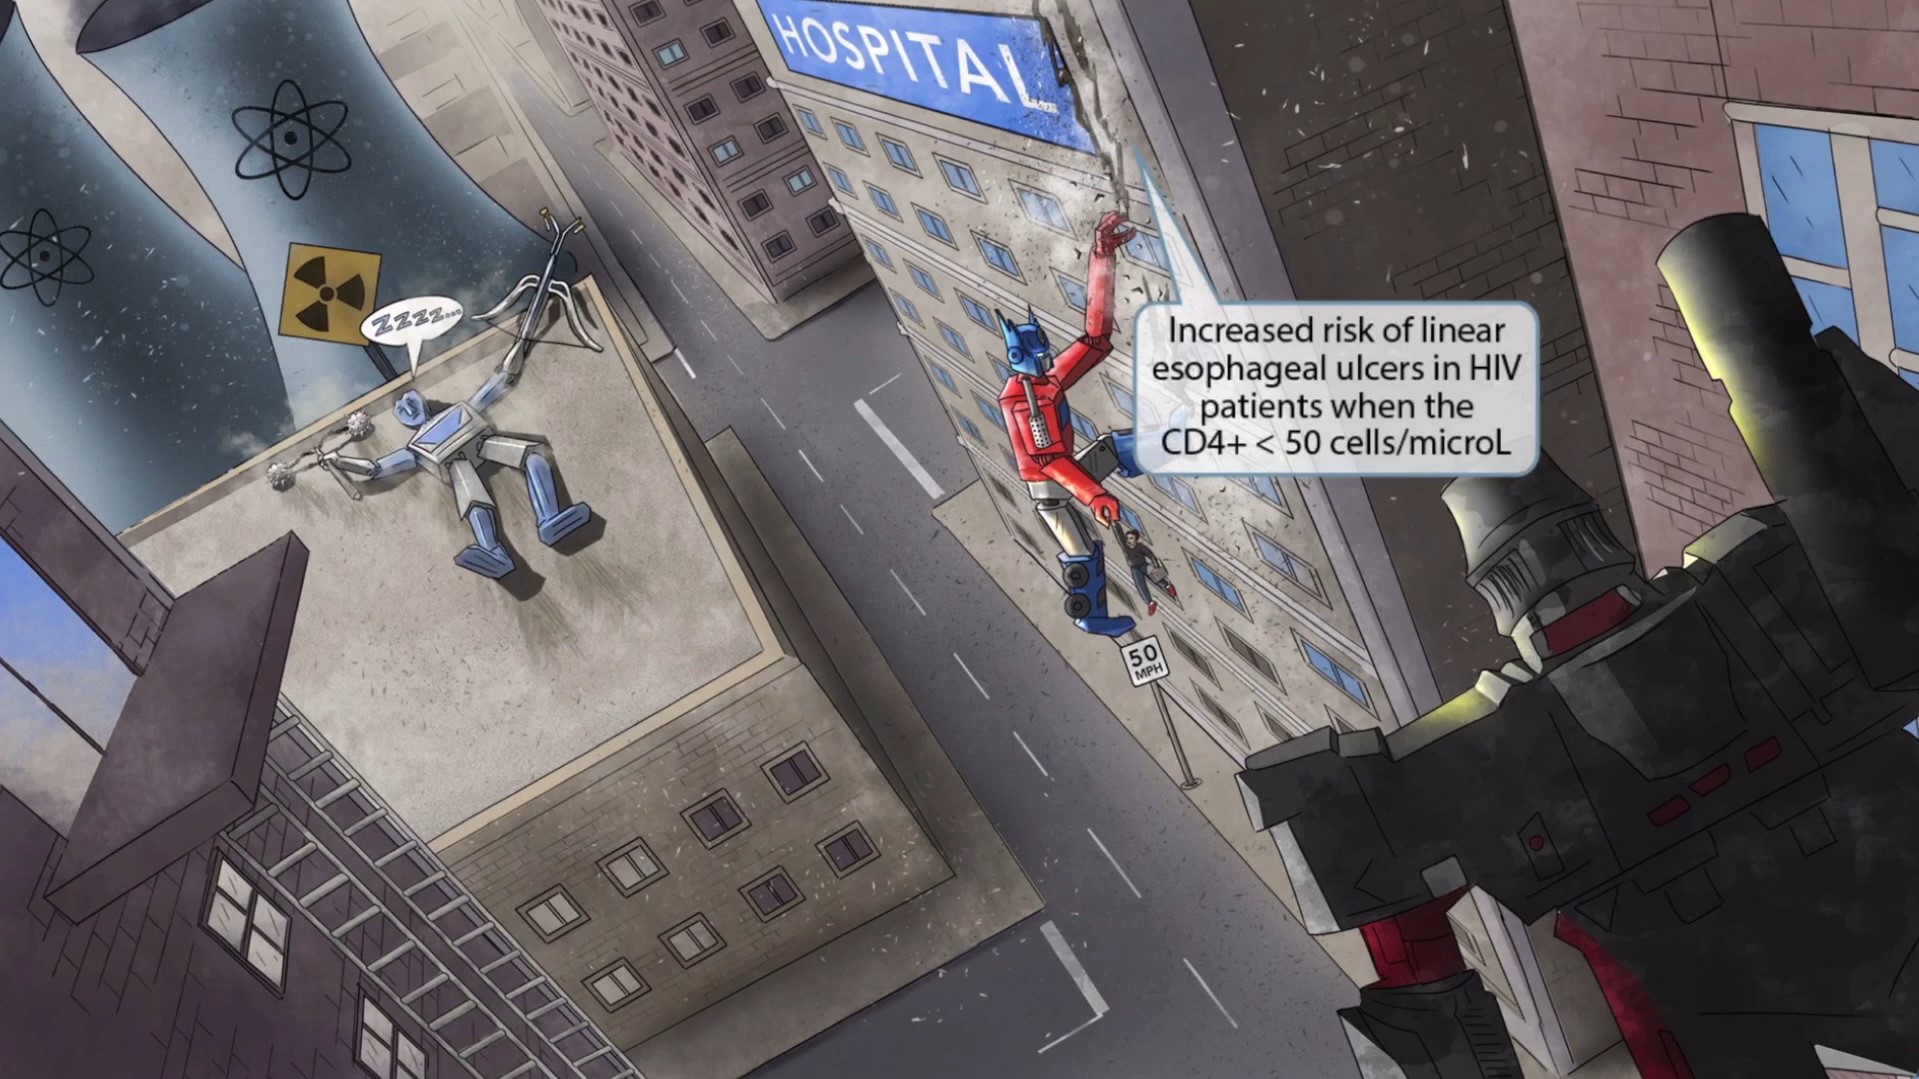 HOSPITAL
ZZZZ...
Increased risk of linear
esophageal ulcers in HIV
patients when the
CD4+ < 50 cells/microL
50
MPH